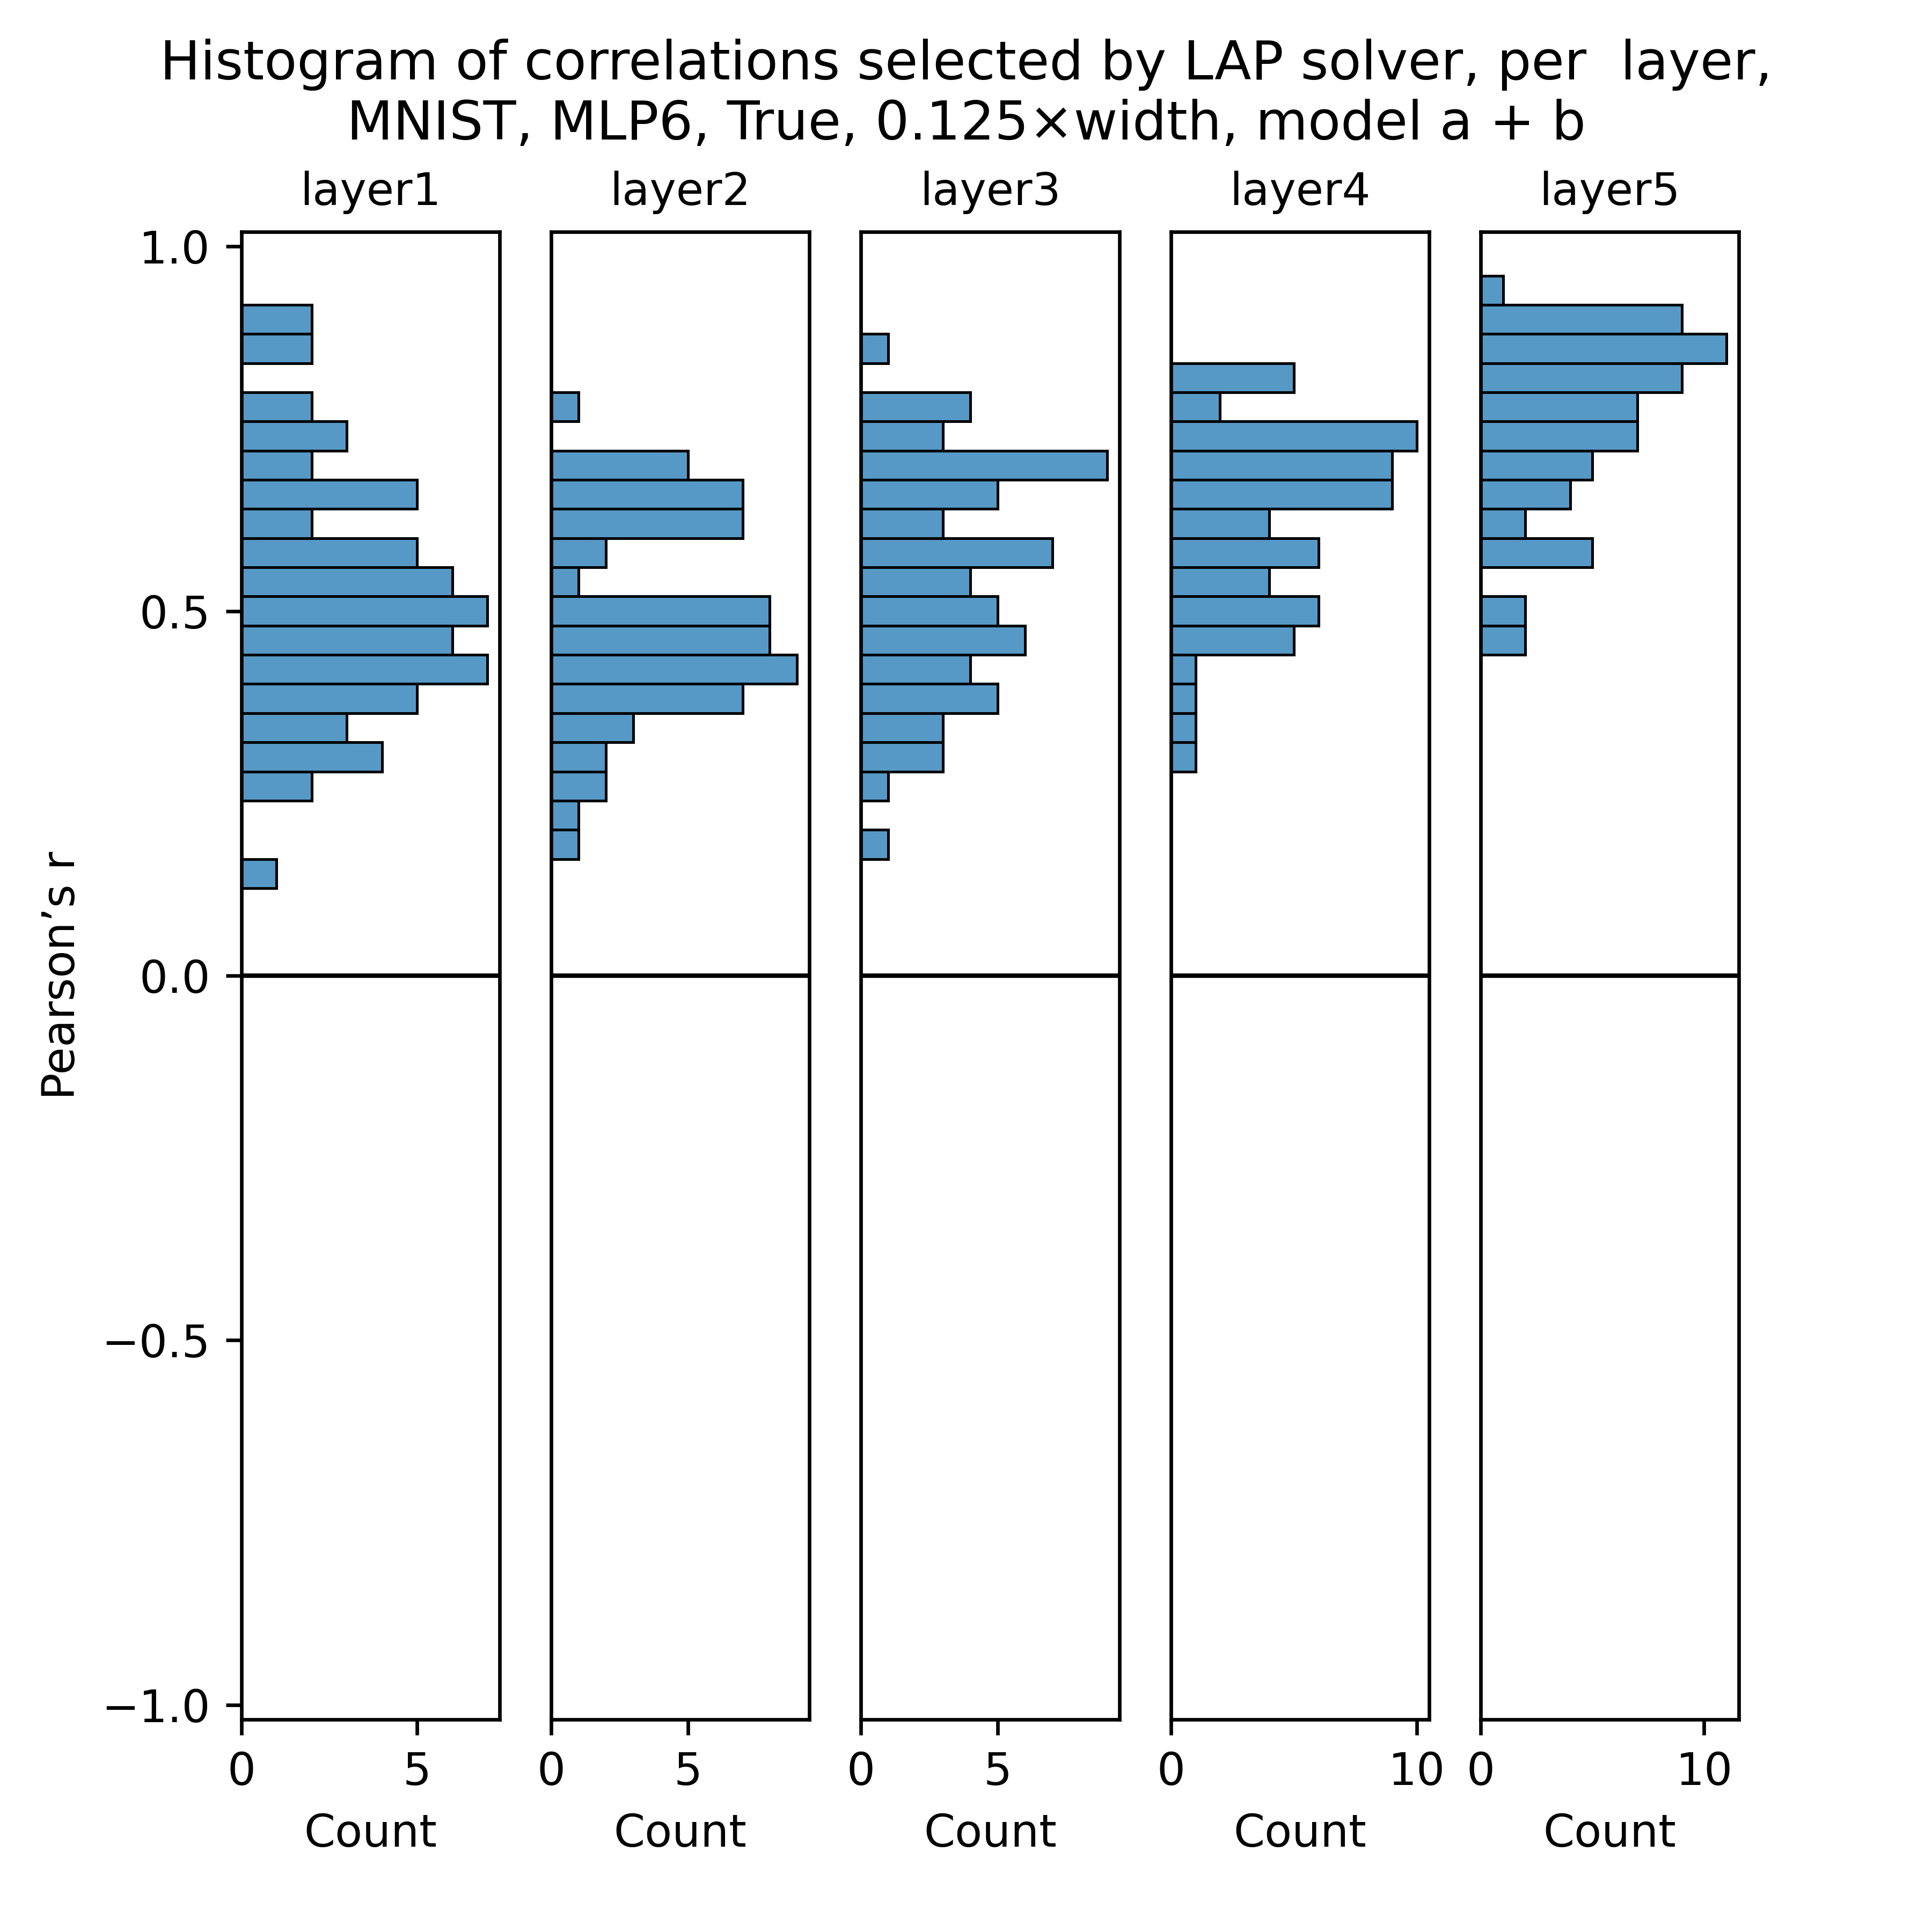 Histogram of correlations selected by LAP solver, per  layer,
MNIST, MLP6, True, 0.125×width, model a + b
layer1 layer2 layer3 layer4 layer5
1.0
0.5
0.0
−0.5
−1.0
Pearson’s r
0 5 0 5 0 5 0 10 0 10
Count Count Count Count Count